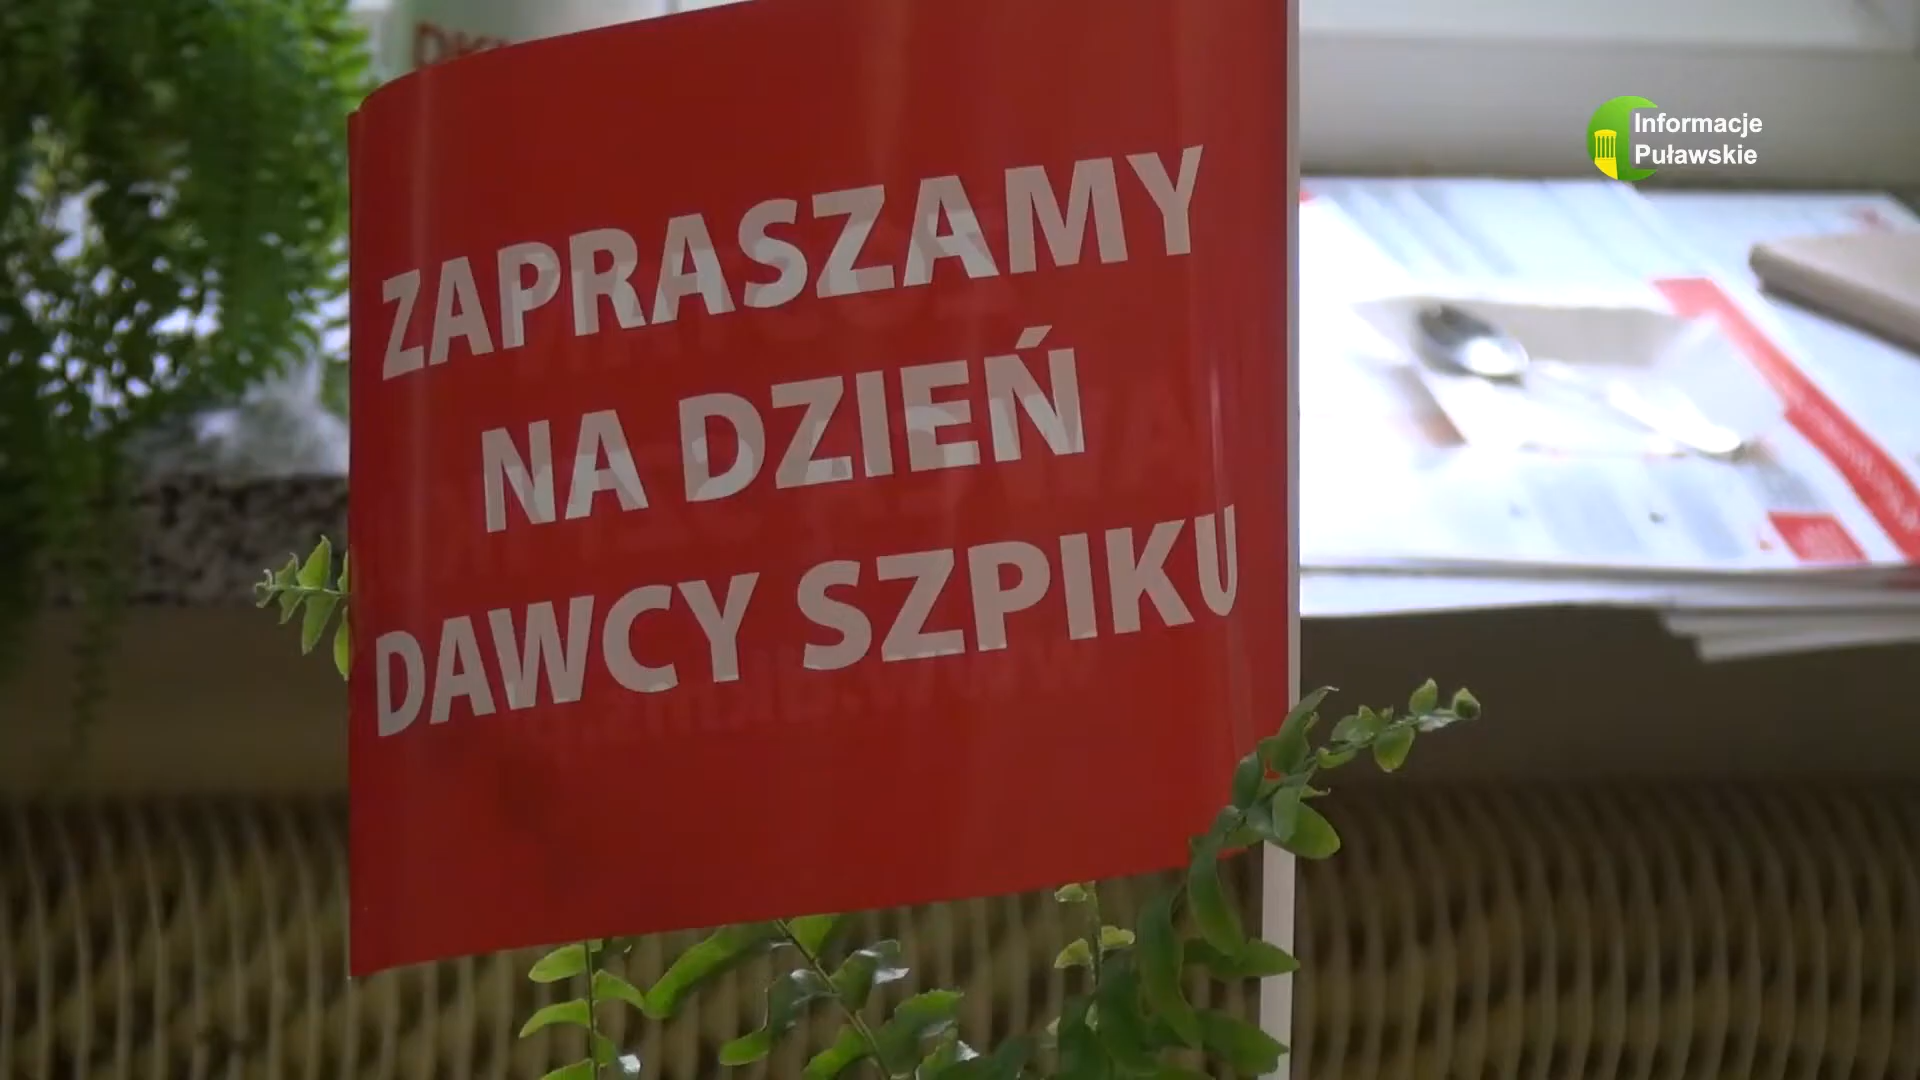 ZAPRASZAMY
NA DZIEŃ
DAWCY SZPIKU
Informacje
Puławskie